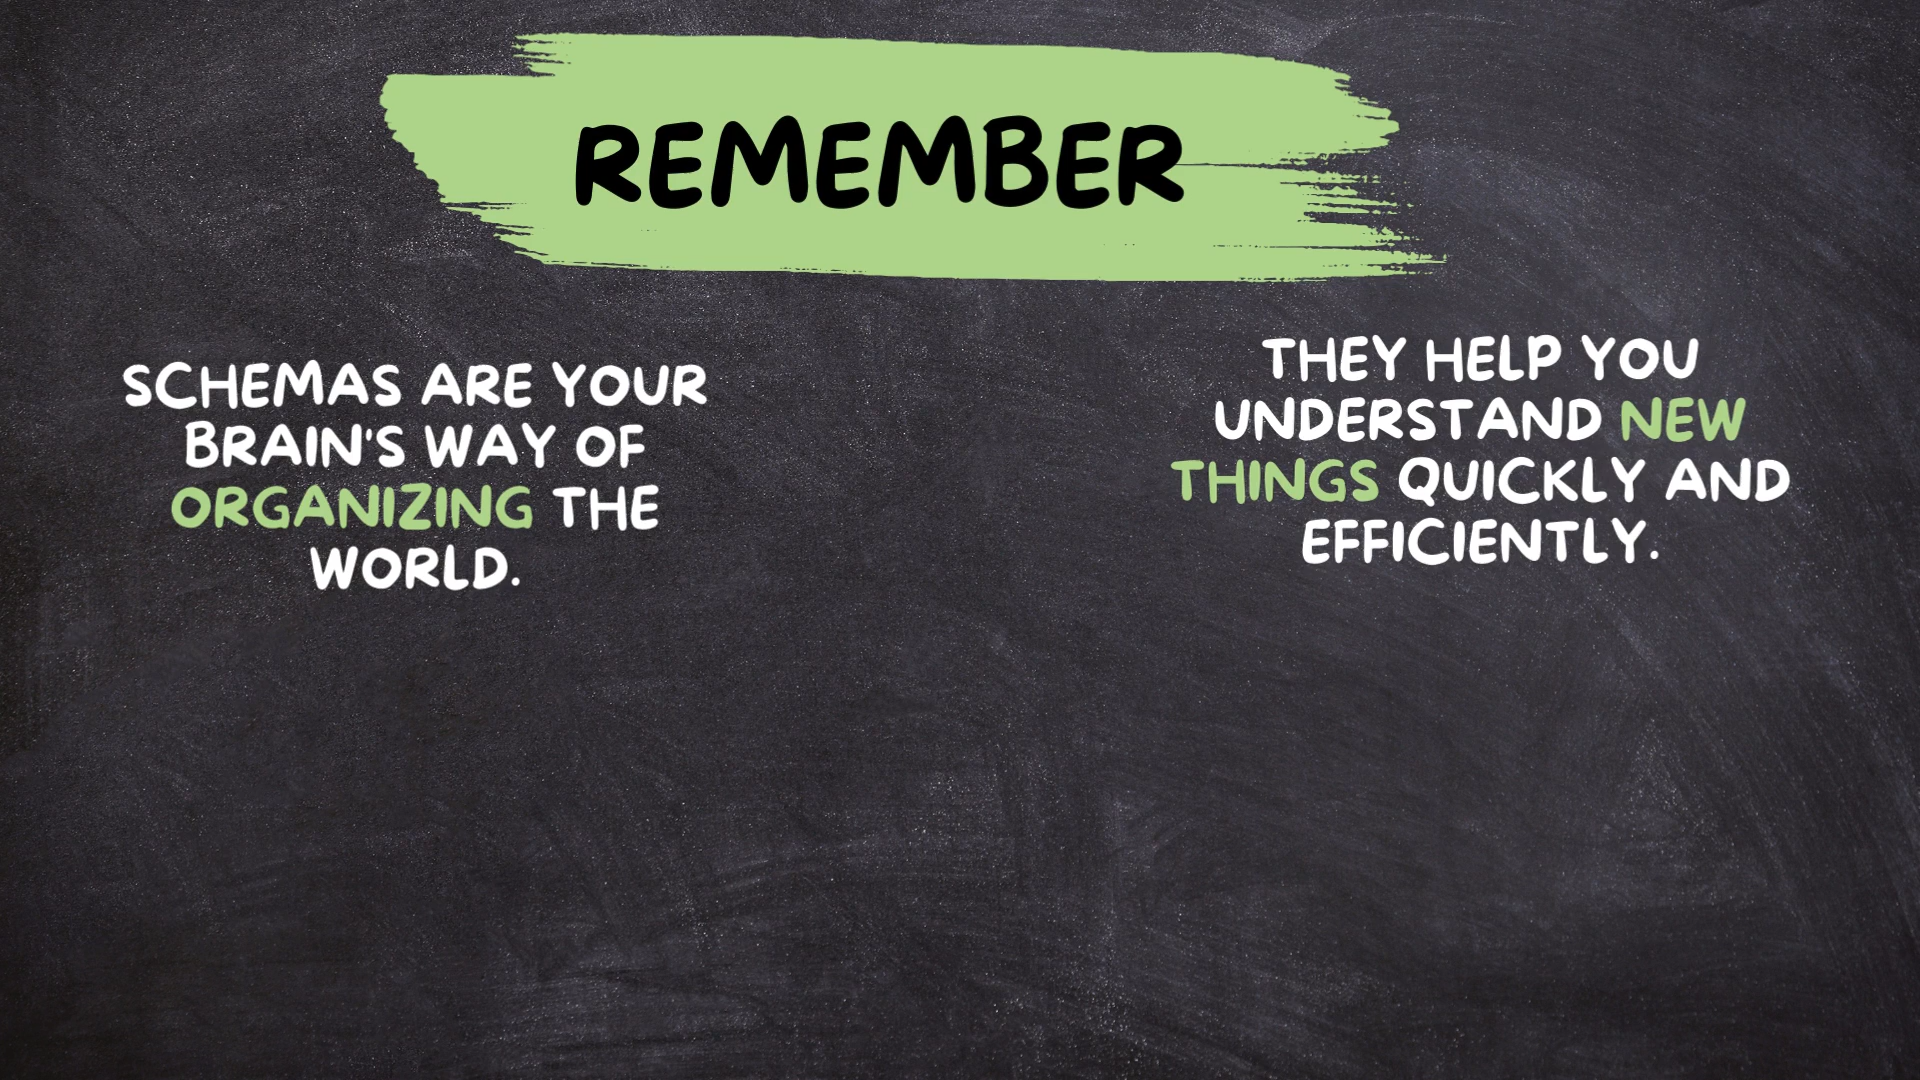 REMEMBER
SCHEMAS ARE YOUR
BRAIN'S WAY OF
ORGANIZING THE
WORLD.
THEY HELP YOU
UNDERSTAND NEW
THINGS QUICKLY AND
EFFICIENTLY.